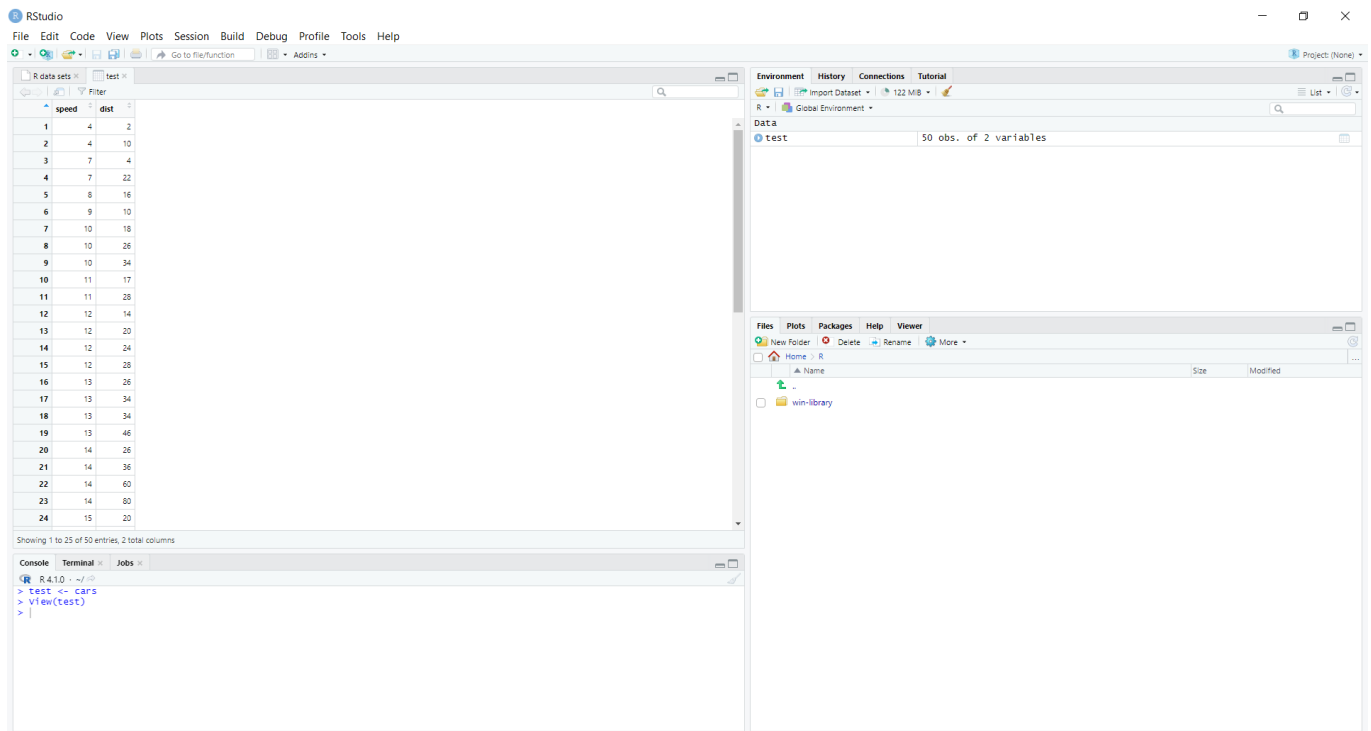 RStudio
File Edit Code View Plots Session Build Debug Profile Tools Help
Go to file/function Addins Project: (None)
R data sets test
Filter
speed dist
1 4 2
2 4 10
3 7 4
4 7 22
5 8 16
6 9 10
7 10 18
8 10 26
9 10 34
10 11 17
11 11 28
12 12 14
13 12 20
14 12 24
15 12 28
16 13 26
17 13 34
18 13 34
19 13 46
20 14 26
21 14 36
22 14 60
23 14 80
24 15 20
Showing 1 to 25 of 50 entries, 2 total columns
Console Terminal Jobs
R 4.1.0 · ~/
> test <- cars
> View(test)
>
Environment History Connections Tutorial
Import Dataset 122 MiB List
R Global Environment
Data
test 50 obs. of 2 variables
Files Plots Packages Help Viewer
New Folder Delete Rename More
Home R ...
Name Size Modified
..
win-library